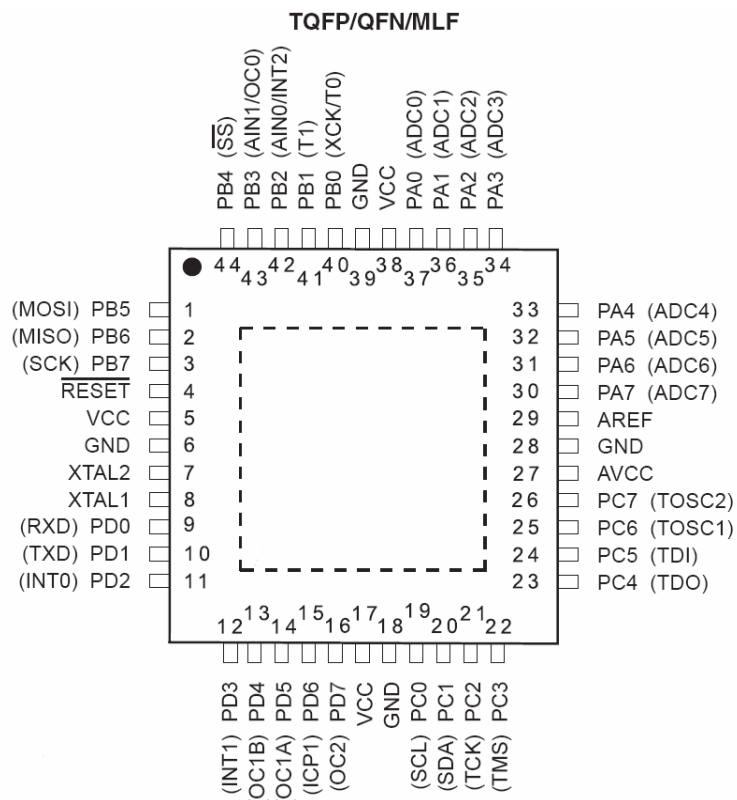 TQFP/QFN/MLF
PB4 (SS)
PB3 (AIN1/OC0)
PB2 (AIN0/INT2)
PB1 (T1)
PB0 (XCK/T0)
GND
VCC
PA0 (ADC0)
PA1 (ADC1)
PA2 (ADC2)
PA3 (ADC3)
44 43 42 41 40 39 38 37 36 35 34
(MOSI) PB5 1
(MISO) PB6 2
(SCK) PB7 3
RESET 4
VCC 5
GND 6
XTAL2 7
XTAL1 8
(RXD) PD0 9
(TXD) PD1 10
(INT0) PD2 11
33 PA4 (ADC4)
32 PA5 (ADC5)
31 PA6 (ADC6)
30 PA7 (ADC7)
29 AREF
28 GND
27 AVCC
26 PC7 (TOSC2)
25 PC6 (TOSC1)
24 PC5 (TDI)
23 PC4 (TDO)
12 13 14 15 16 17 18 19 20 21 22
(INT1) PD3
OC1B) PD4
OC1A) PD5
(ICP1) PD6
(OC2) PD7
VCC
GND
(SCL) PC0
(SDA) PC1
(TCK) PC2
(TMS) PC3